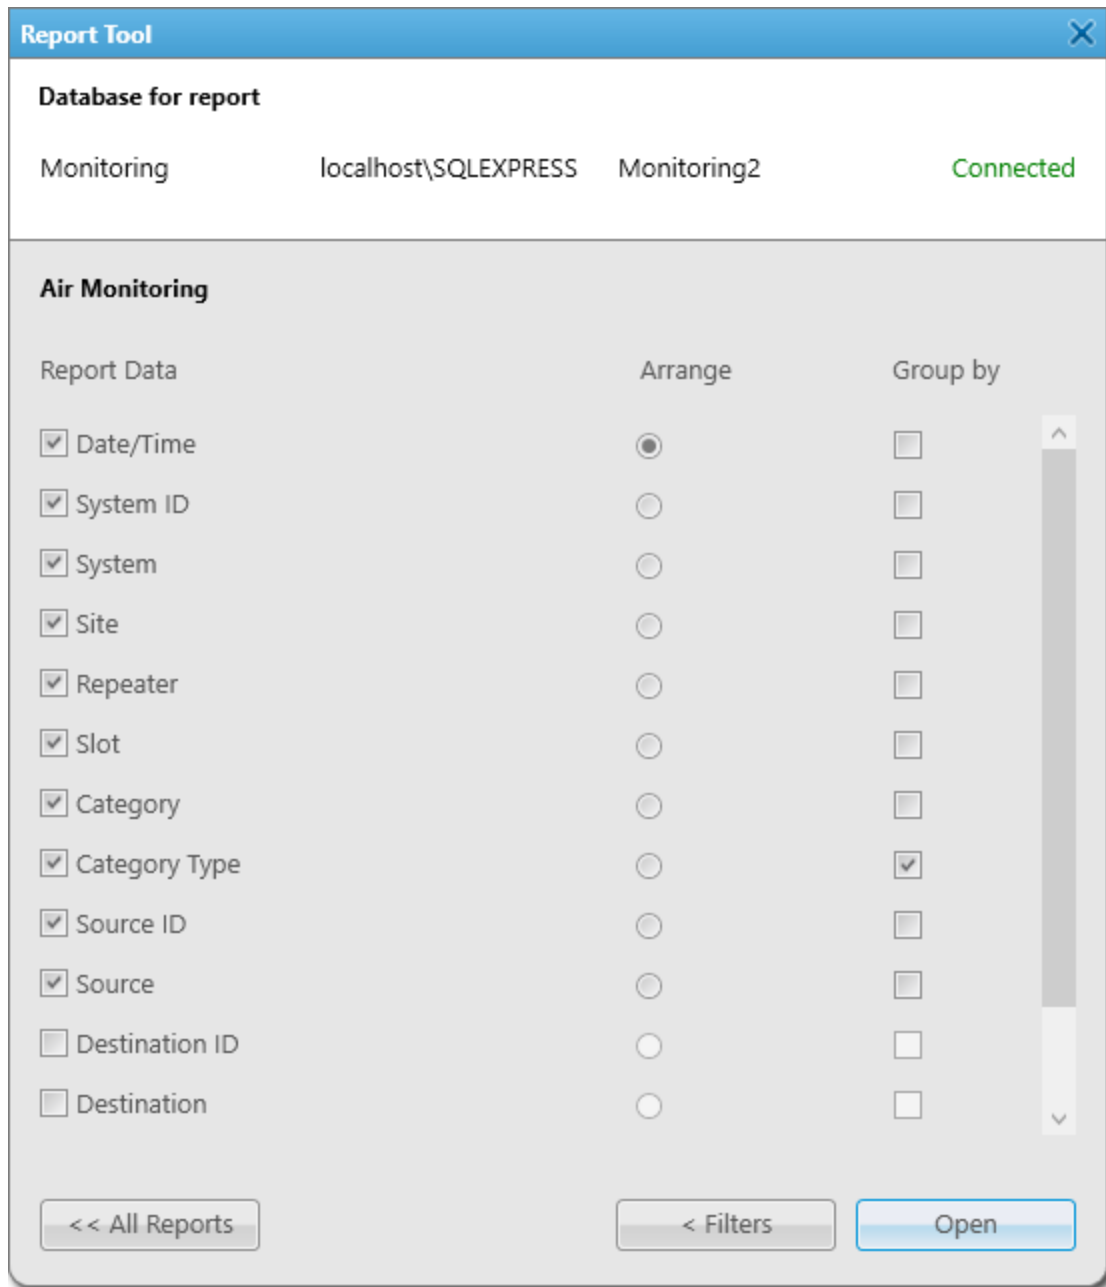 Report Tool
Database for report
Monitoring localhost\SQLEXPRESS Monitoring2 Connected
Air Monitoring
Report Data Arrange Group by
Date/Time
System ID
System
Site
Repeater
Slot
Category
Category Type
Source ID
Source
Destination ID
Destination
<< All Reports < Filters Open